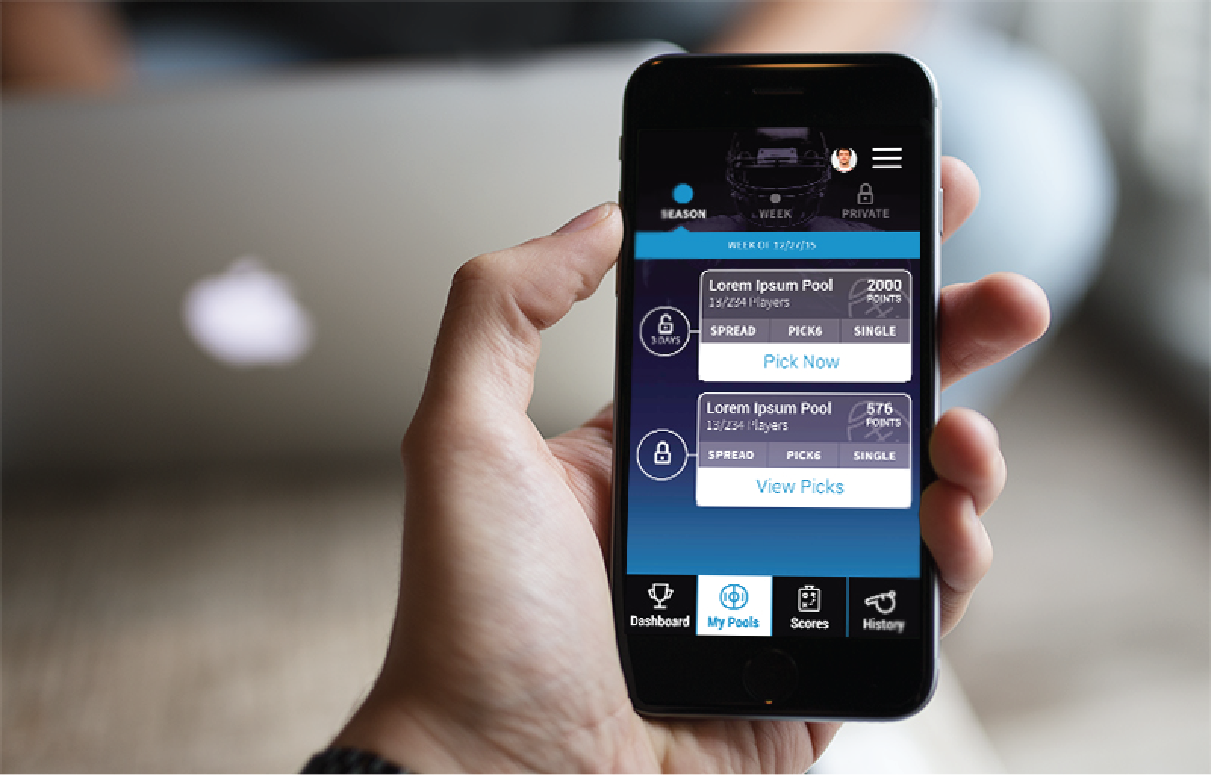 SEASON
WEEK
PRIVATE
WEEK OF 12/27/15
Lorem Ipsum Pool
2000
13/234 Players
POINTS
3 DAYS
SPREAD PICK6 SINGLE
Pick Now
Lorem Ipsum Pool
576
13/234 Players
POINTS
SPREAD PICK6 SINGLE
View Picks
Dashboard
My Pools
Scores
History